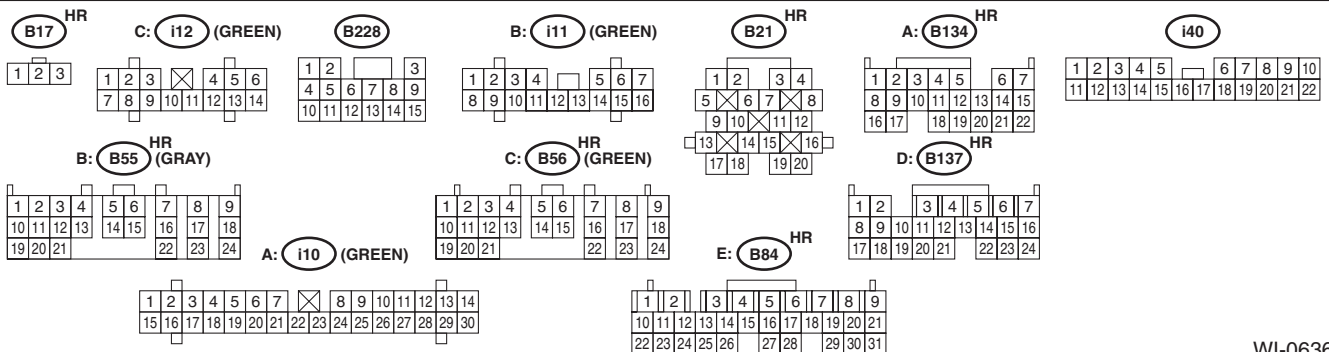 B17 HR
C: i12 (GREEN)
B228
B: i11 (GREEN)
B21 HR
A: B134 HR
i40
1 2 3
1 2 3 4 5 6
7 8 9 10 11 12 13 14
1 2 3
4 5 6 7 8 9
10 11 12 13 14 15
1 2 3 4 5 6 7
8 9 10 11 12 13 14 15 16
1 2 3 4
5 6 7 8
9 10 11 12
13 14 15 16
17 18 19 20
1 2 3 4 5 6 7
8 9 10 11 12 13 14 15
16 17 18 19 20 21 22
1 2 3 4 5 6 7 8 9 10
11 12 13 14 15 16 17 18 19 20 21 22
B: B55 HR (GRAY)
C: B56 HR (GREEN)
D: B137 HR
1 2 3 4 5 6 7 8 9
10 11 12 13 14 15 16 17 18
19 20 21 22 23 24
1 2 3 4 5 6 7 8 9
10 11 12 13 14 15 16 17 18
19 20 21 22 23 24
1 2 3 4 5 6 7
8 9 10 11 12 13 14 15 16
17 18 19 20 21 22 23 24
A: i10 (GREEN)
E: B84 HR
1 2 3 4 5 6 7 8 9 10 11 12 13 14
15 16 17 18 19 20 21 22 23 24 25 26 27 28 29 30
1 2 3 4 5 6 7 8 9
10 11 12 13 14 15 16 17 18 19 20 21
22 23 24 25 26 27 28 29 30 31
WI-0636